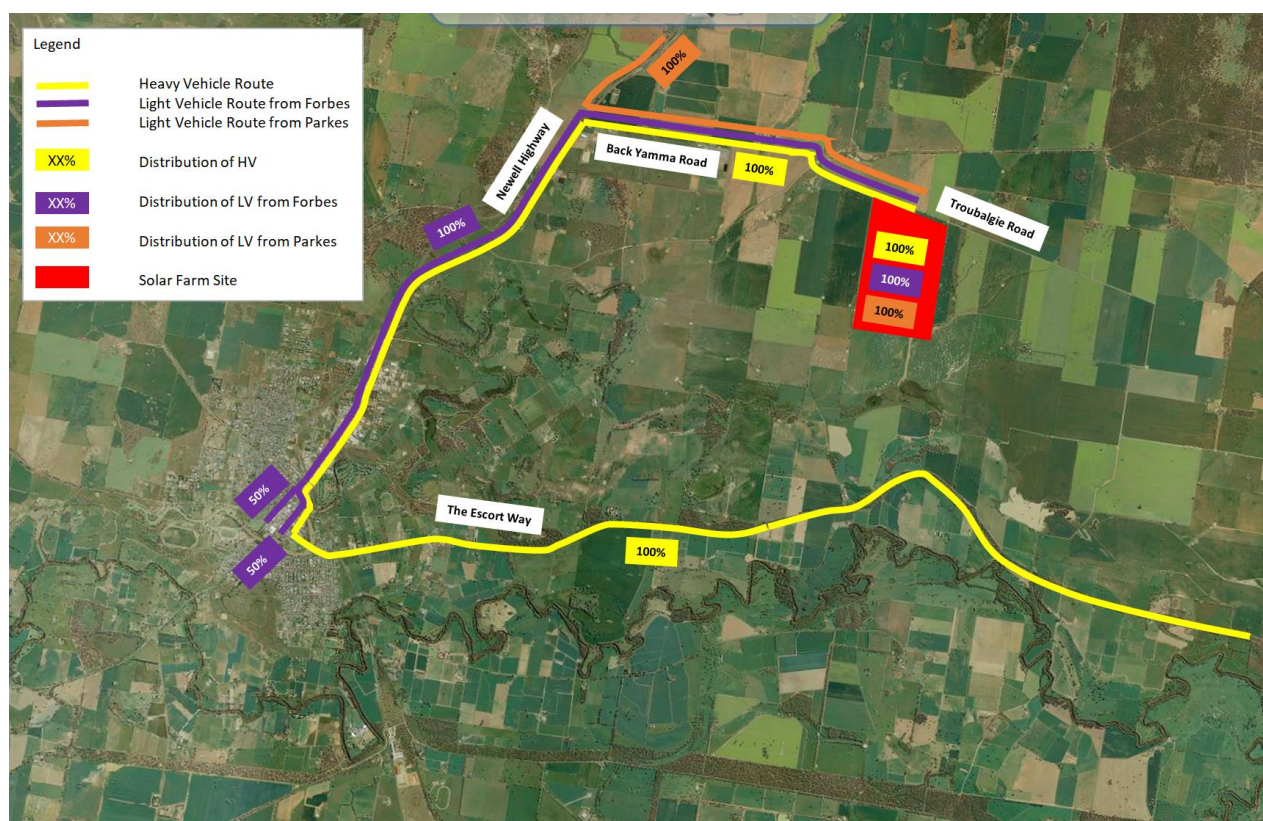 Legend
Heavy Vehicle Route
Light Vehicle Route from Forbes
Light Vehicle Route from Parkes
XX% Distribution of HV
XX% Distribution of LV from Forbes
XX% Distribution of LV from Parkes
Solar Farm Site
100%
Newell Highway
Back Yamma Road
100%
Troubalgie Road
100%
100%
100%
100%
50%
The Escort Way
100%
50%